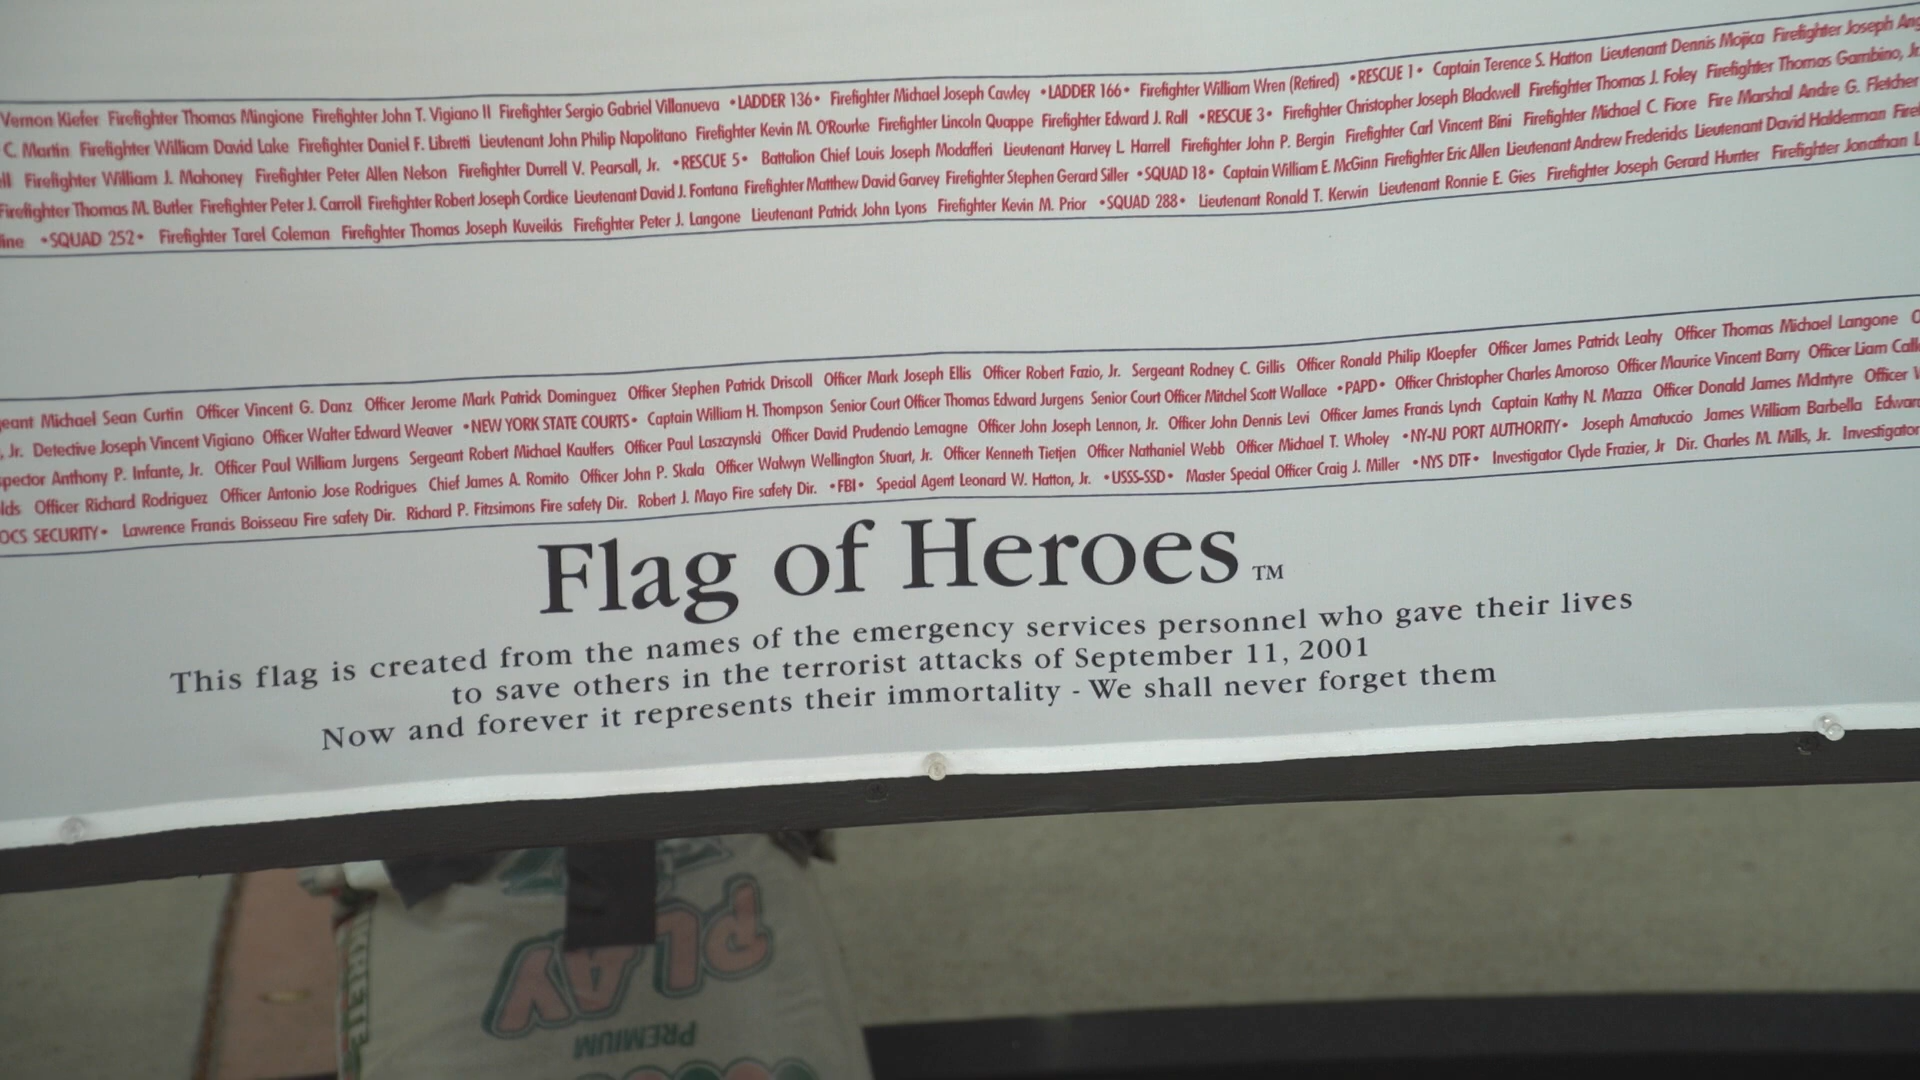 Vernon Kiefer Firefighter Thomas Mingione Firefighter John T. Vigiano II Firefighter Sergio Gabriel Villanueva •LADDER 136• Firefighter Michael Joseph Cawley •LADDER 166• Firefighter William Wren (Retired) •RESCUE 1• Captain Terence S. Hatton Lieutenant Dennis Mojica Firefighter Joseph Ang
C. Martin Firefighter William David Lake Firefighter Daniel F. Libretti Lieutenant John Philip Napolitano Firefighter Kevin M. O'Rourke Firefighter Lincoln Quappe Firefighter Edward J. Rall •RESCUE 3• Firefighter Christopher Joseph Blackwell Firefighter Thomas J. Foley Firefighter Thomas Gambino, Jr.
ll Firefighter William J. Mahoney Firefighter Peter Allen Nelson Firefighter Durrell V. Pearsall, Jr. •RESCUE 5• Battalion Chief Louis Joseph Modafferi Lieutenant Harvey L. Harrell Firefighter John P. Bergin Firefighter Carl Vincent Bini Firefighter Michael C. Fiore Fire Marshal Andre G. Fletcher
Firefighter Thomas M. Butler Firefighter Peter J. Carroll Firefighter Robert Joseph Cordice Lieutenant David J. Fontana Firefighter Matthew David Garvey Firefighter Stephen Gerard Siller •SQUAD 18• Captain William E. McGinn Firefighter Eric Allen Lieutenant Andrew Fredericks Lieutenant David Halderman Firef
ine •SQUAD 252• Firefighter Tarel Coleman Firefighter Thomas Joseph Kuveikis Firefighter Peter J. Langone Lieutenant Patrick John Lyons Firefighter Kevin M. Prior •SQUAD 288• Lieutenant Ronald T. Kerwin Lieutenant Ronnie E. Gies Firefighter Joseph Gerard Hunter Firefighter Jonathan L
geant Michael Sean Curtin Officer Vincent G. Danz Officer Jerome Mark Patrick Dominguez Officer Stephen Patrick Driscoll Officer Mark Joseph Ellis Officer Robert Fazio, Jr. Sergeant Rodney C. Gillis Officer Ronald Philip Kloepfer Officer James Patrick Leahy Officer Thomas Michael Langone O
, Jr. Detective Joseph Vincent Vigiano Officer Walter Edward Weaver •NEW YORK STATE COURTS• Captain William H. Thompson Senior Court Officer Thomas Edward Jurgens Senior Court Officer Mitchel Scott Wallace •PAPD• Officer Christopher Charles Amoroso Officer Maurice Vincent Barry Officer Liam Call
spector Anthony P. Infante, Jr. Officer Paul William Jurgens Sergeant Robert Michael Kaulfers Officer Paul Laszczynski Officer David Prudencio Lemagne Officer John Joseph Lennon, Jr. Officer John Dennis Levi Officer James Francis Lynch Captain Kathy N. Mazza Officer Donald James McIntyre Officer W
lds Officer Richard Rodriguez Officer Antonio Jose Rodrigues Chief James A. Romito Officer John P. Skala Officer Walwyn Wellington Stuart, Jr. Officer Kenneth Tietjen Officer Nathaniel Webb Officer Michael T. Wholey •NY-NJ PORT AUTHORITY• Joseph Amatuccio James William Barbella Edward
OCS SECURITY• Lawrence Francis Boisseau Fire safety Dir. Richard P. Fitzsimons Fire safety Dir. Robert J. Mayo Fire safety Dir. •FBI• Special Agent Leonard W. Hatton, Jr. •USSS-SSD• Master Special Officer Craig J. Miller •NYS DTF• Investigator Clyde Frazier, Jr Dir. Charles M. Mills, Jr. Investigator
Flag of Heroes™
This flag is created from the names of the emergency services personnel who gave their lives
to save others in the terrorist attacks of September 11, 2001
Now and forever it represents their immortality - We shall never forget them
PLAY
PREMIUM